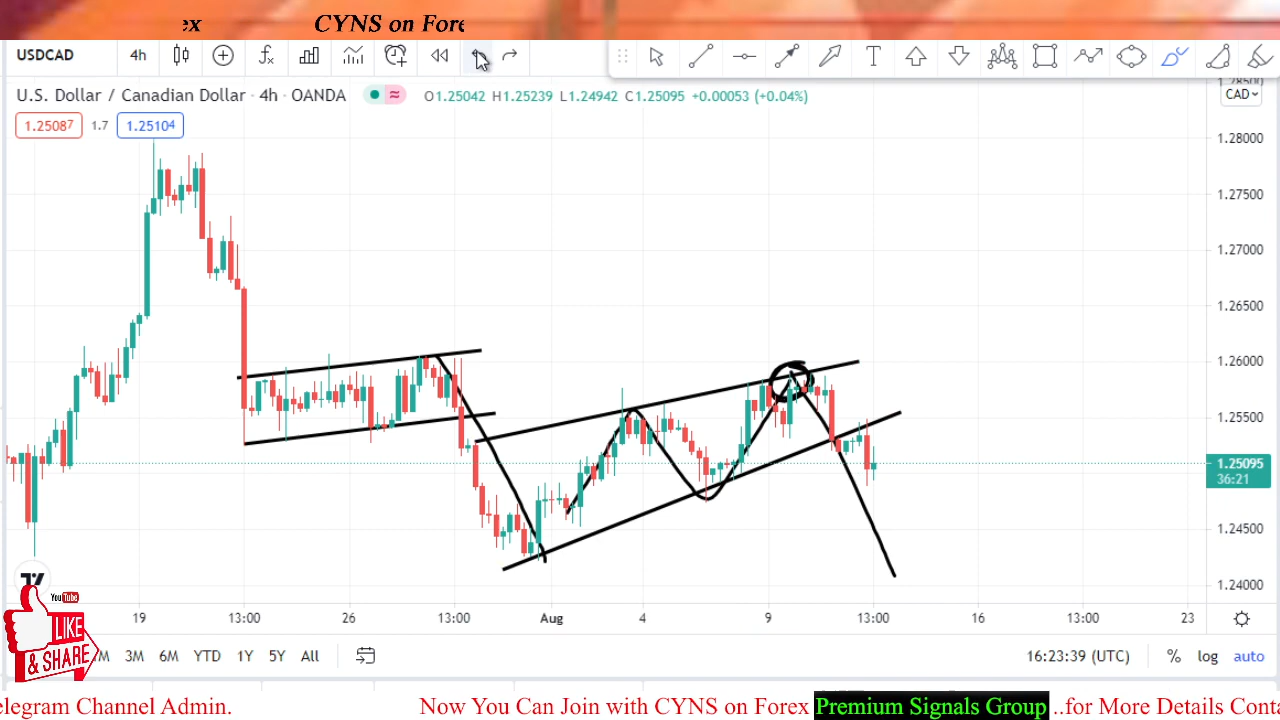 ex CYNS on Fore
USDCAD 4h
U.S. Dollar / Canadian Dollar · 4h · OANDA O1.25042 H1.25239 L1.24942 C1.25095 +0.00053 (+0.04%)
1.25087 1.7 1.25104
CAD
1.28000
1.27500
1.27000
1.26500
1.26000
1.25500
1.25095
36:21
1.24500
1.24000
19 13:00 26 13:00 Aug 4 9 13:00 16 13:00 23
YouTube
LIKE
& SHARE
M 3M 6M YTD 1Y 5Y All 16:23:39 (UTC) % log auto
elegram Channel Admin. Now You Can Join with CYNS on Forex Premium Signals Group ..for More Details Conta